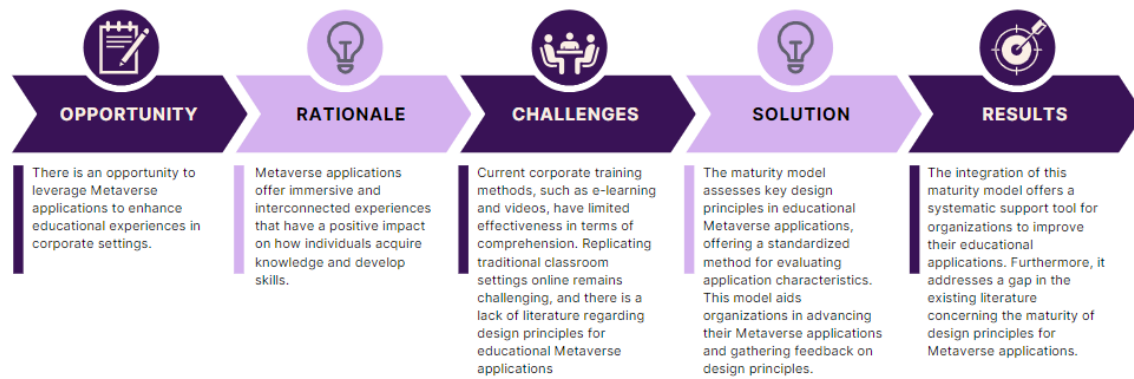 OPPORTUNITY
There is an opportunity to
leverage Metaverse
applications to enhance
educational experiences in
corporate settings.
RATIONALE
Metaverse applications
offer immersive and
interconnected experiences
that have a positive impact
on how individuals acquire
knowledge and develop
skills.
CHALLENGES
Current corporate training
methods, such as e-learning
and videos, have limited
effectiveness in terms of
comprehension. Replicating
traditional classroom
settings online remains
challenging, and there is a
lack of literature regarding
design principles for
educational Metaverse
applications
SOLUTION
The maturity model
assesses key design
principles in educational
Metaverse applications,
offering a standardized
method for evaluating
application characteristics.
This model aids
organizations in advancing
their Metaverse applications
and gathering feedback on
design principles.
RESULTS
The integration of this
maturity model offers a
systematic support tool for
organizations to improve
their educational
applications. Furthermore, it
addresses a gap in the
existing literature
concerning the maturity of
design principles for
Metaverse applications.